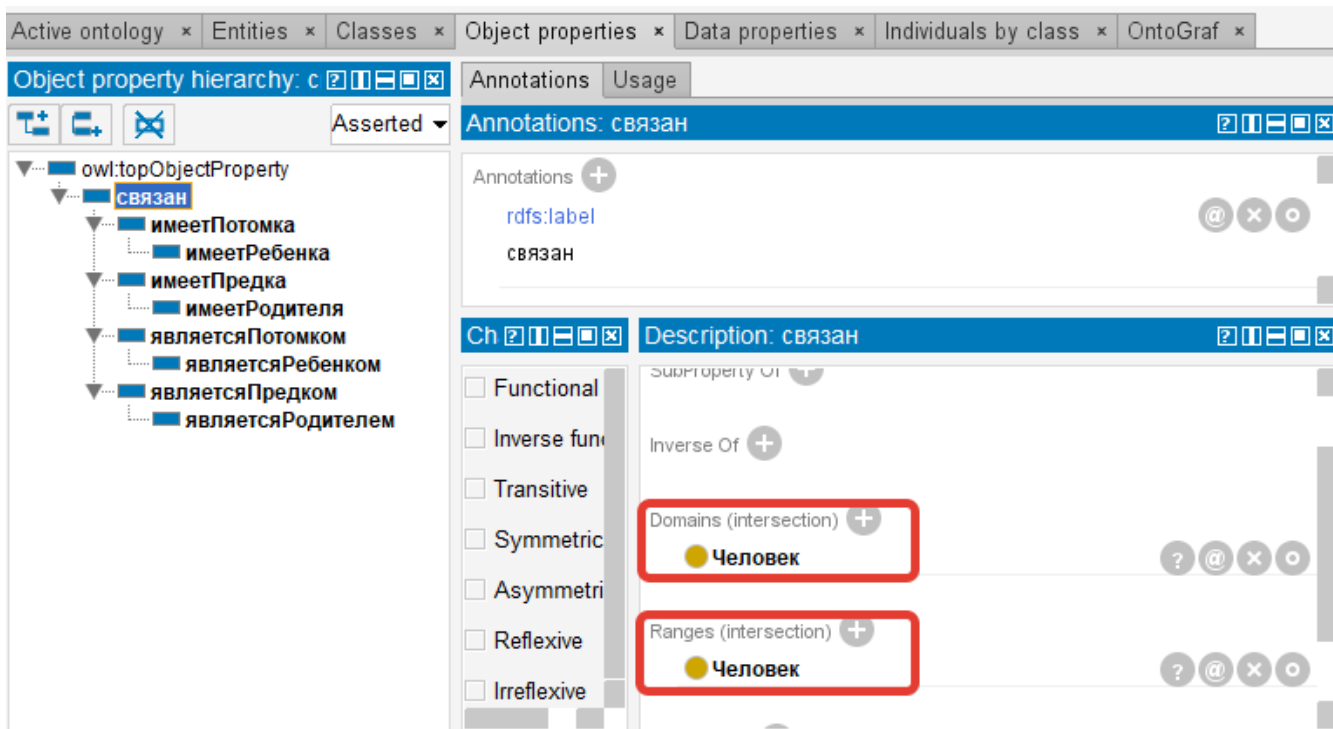 Active ontology × Entities × Classes × Object properties × Data properties × Individuals by class × OntoGraf ×
Object property hierarchy: с
Asserted
owl:topObjectProperty
связан
имеетПотомка
имеетРебенка
имеетПредка
имеетРодителя
являетсяПотомком
являетсяРебенком
являетсяПредком
являетсяРодителем
Annotations Usage
Annotations: связан
Annotations
rdfs:label
связан
Ch
Functional
Inverse fun
Transitive
Symmetric
Asymmetri
Reflexive
Irreflexive
Description: связан
SubProperty Of
Inverse Of
Domains (intersection)
Человек
Ranges (intersection)
Человек